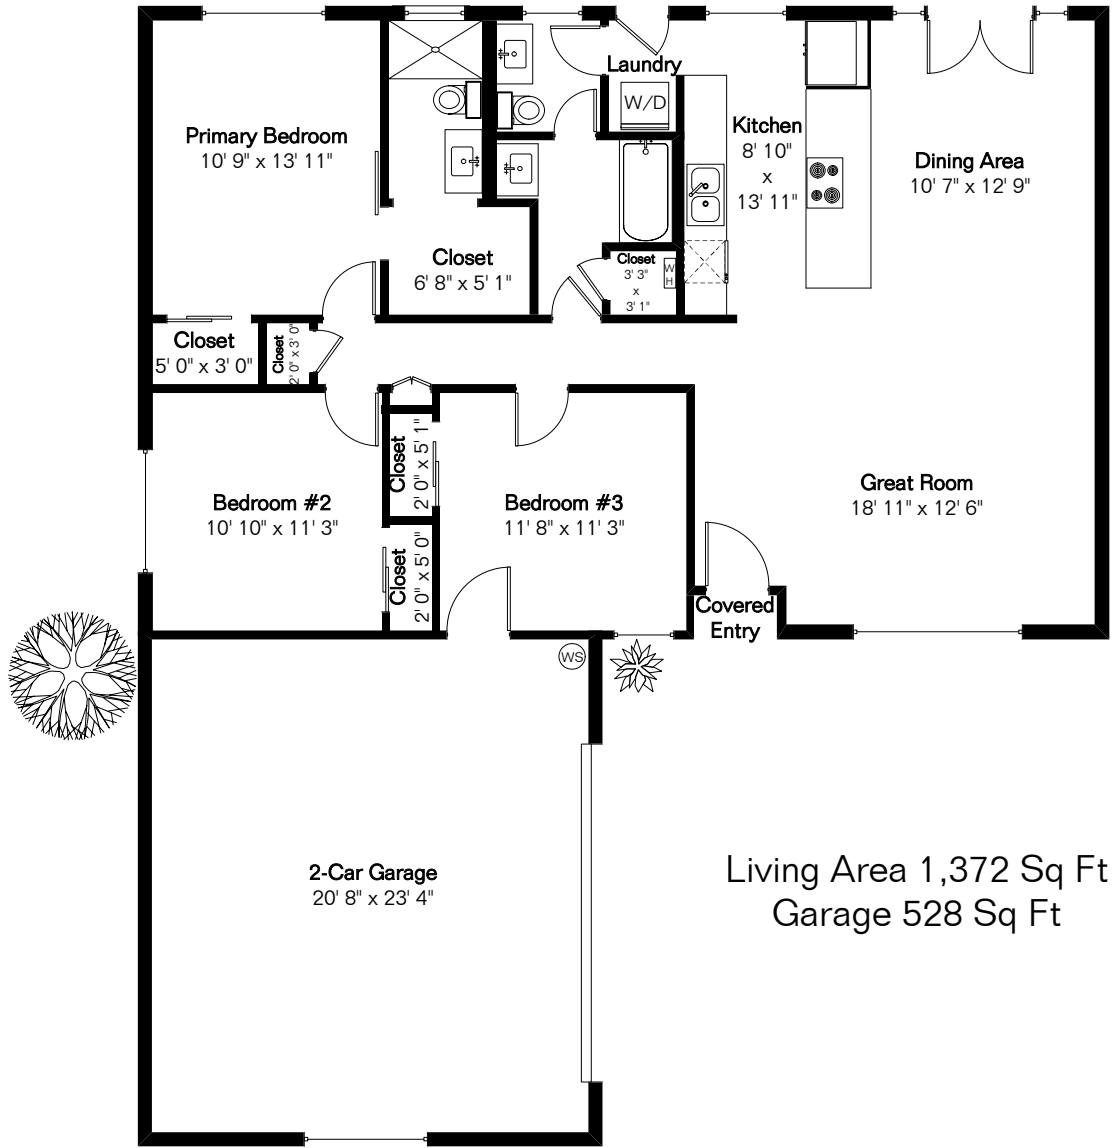 Laundry
W/D
Primary Bedroom
10' 9" x 13' 11"
Kitchen
8' 10"
x
13' 11"
Dining Area
10' 7" x 12' 9"
Closet
6' 8" x 5' 1"
Closet
3' 3"
x
3' 1"
W
H
Closet
5' 0" x 3' 0"
Closet
2' 0" x 3' 0"
Closet
2' 0" x 5' 1"
Bedroom #2
10' 10" x 11' 3"
Bedroom #3
11' 8" x 11' 3"
Great Room
18' 11" x 12' 6"
Closet
2' 0" x 5' 0"
Covered
Entry
WS
2-Car Garage
20' 8" x 23' 4"
Living Area 1,372 Sq Ft
Garage 528 Sq Ft